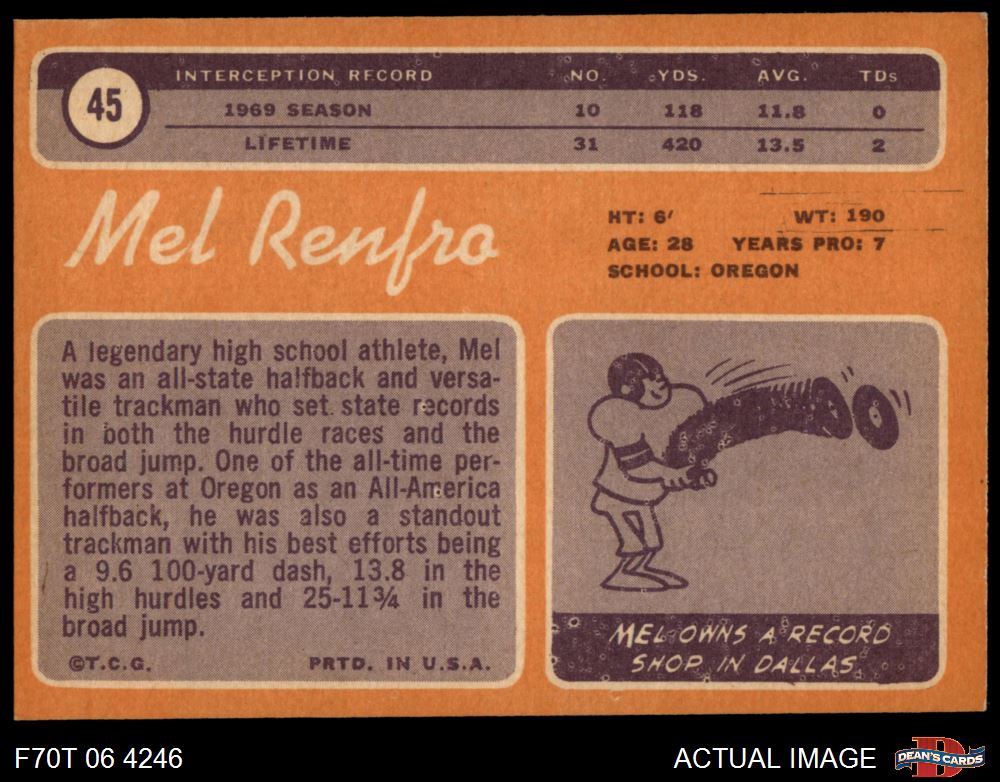 45
INTERCEPTION RECORD NO. YDS. AVG. TDs
1969 SEASON 10 118 11.8 0
LIFETIME 31 420 13.5 2
Mel Renfro
HT: 6' WT: 190
AGE: 28 YEARS PRO: 7
SCHOOL: OREGON
A legendary high school athlete, Mel
was an all-state halfback and versa-
tile trackman who set state records
in both the hurdle races and the
broad jump. One of the all-time per-
formers at Oregon as an All-America
halfback, he was also a standout
trackman with his best efforts being
a 9.6 100-yard dash, 13.8 in the
high hurdles and 25-11¾ in the
broad jump.
©T.C.G. PRTD. IN U.S.A.
MEL OWNS A RECORD
SHOP IN DALLAS
F70T 06 4246
ACTUAL IMAGE
D
DEAN'S CARDS